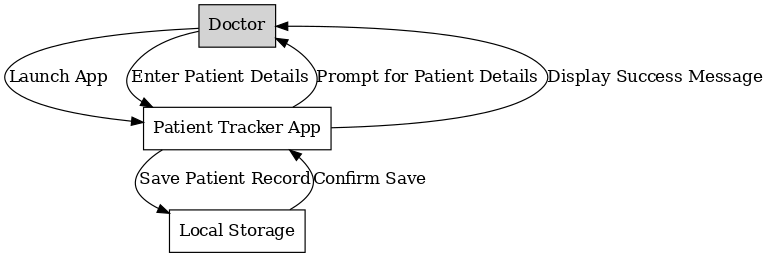 Doctor
Launch App
Enter Patient Details
Prompt for Patient Details
Display Success Message
Patient Tracker App
Save Patient Record
Confirm Save
Local Storage